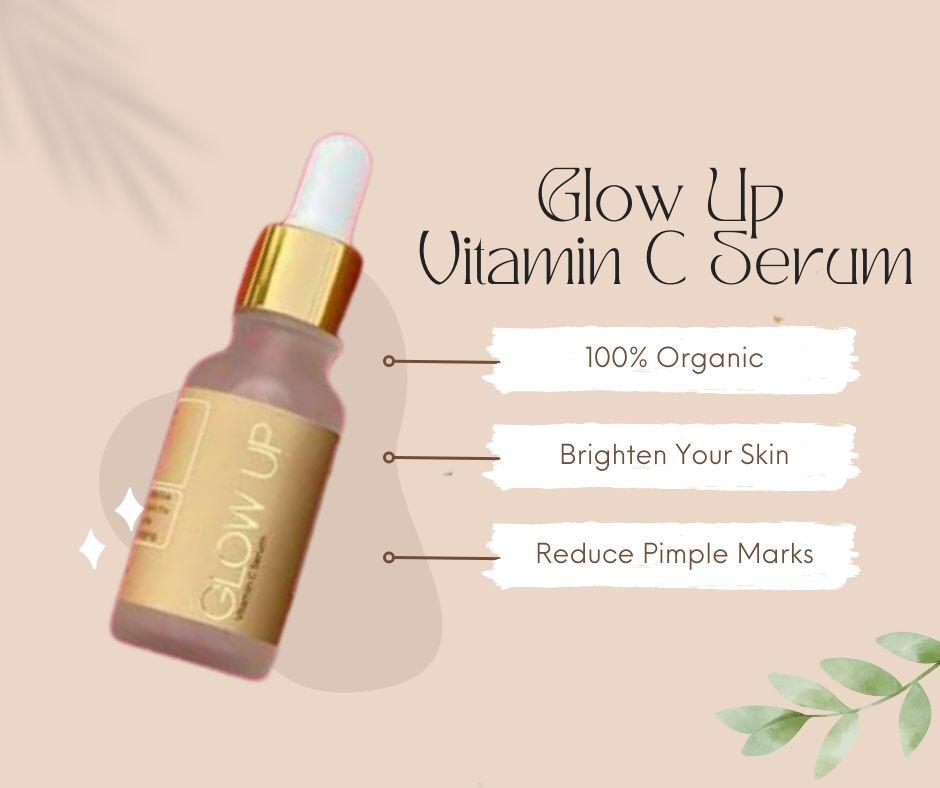 Glow Up
Vitamin C Serum
100% Organic
Brighten Your Skin
Reduce Pimple Marks
GLOW UP
Vitamin C Serum